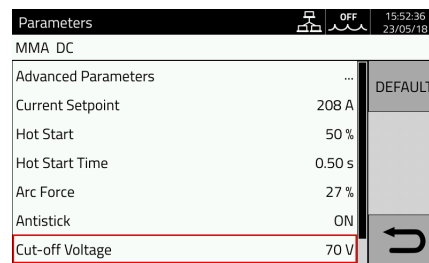 Parameters OFF 15:52:36
23/05/18
MMA DC
Advanced Parameters ...
DEFAULT
Current Setpoint 208 A
Hot Start 50 %
Hot Start Time 0.50 s
Arc Force 27 %
Antistick ON
Cut-off Voltage 70 V